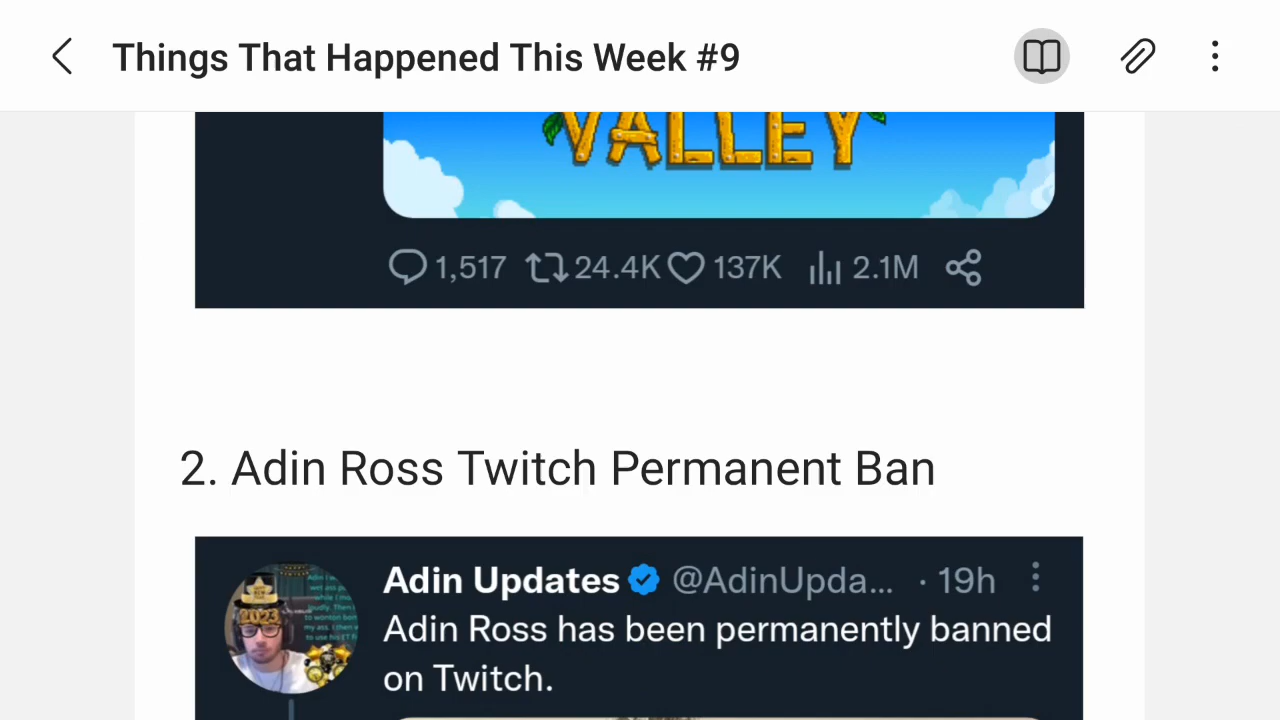 Things That Happened This Week #9
VALLEY
1,517 24.4K 137K 2.1M
2. Adin Ross Twitch Permanent Ban
Adin Updates @AdinUpda... · 19h
2023
Adin Ross has been permanently banned
on Twitch.